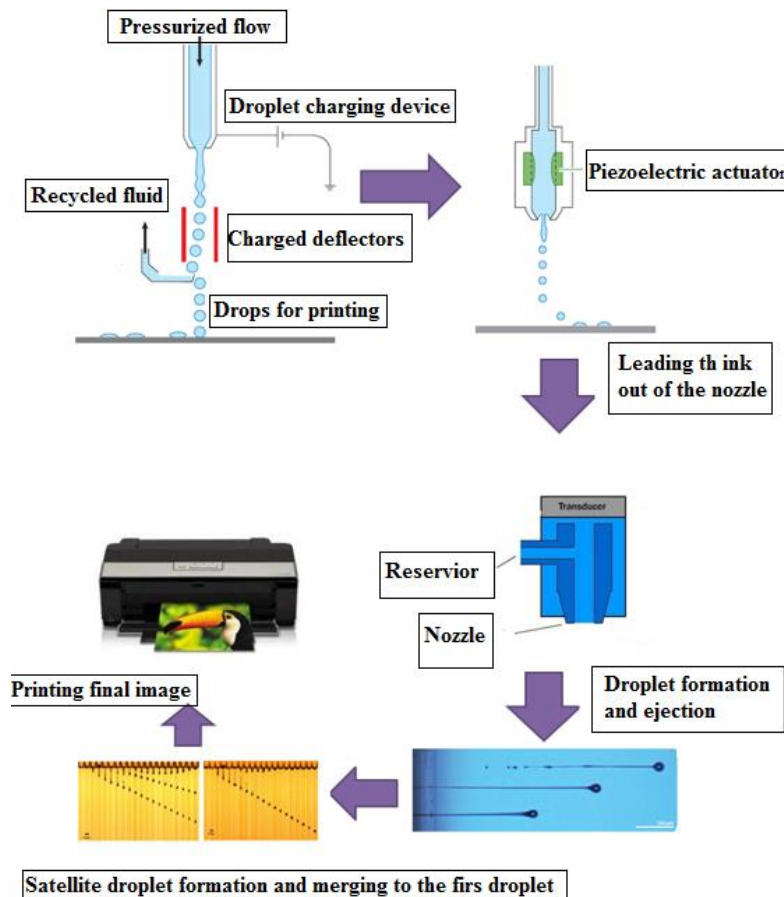 Pressurized flow
Droplet charging device
Piezoelectric actuator
Recycled fluid
Charged deflectors
Drops for printing
Leading th ink
out of the nozzle
Transducer
Reservior
Nozzle
Printing final image
Droplet formation
and ejection
Satellite droplet formation and merging to the firs droplet